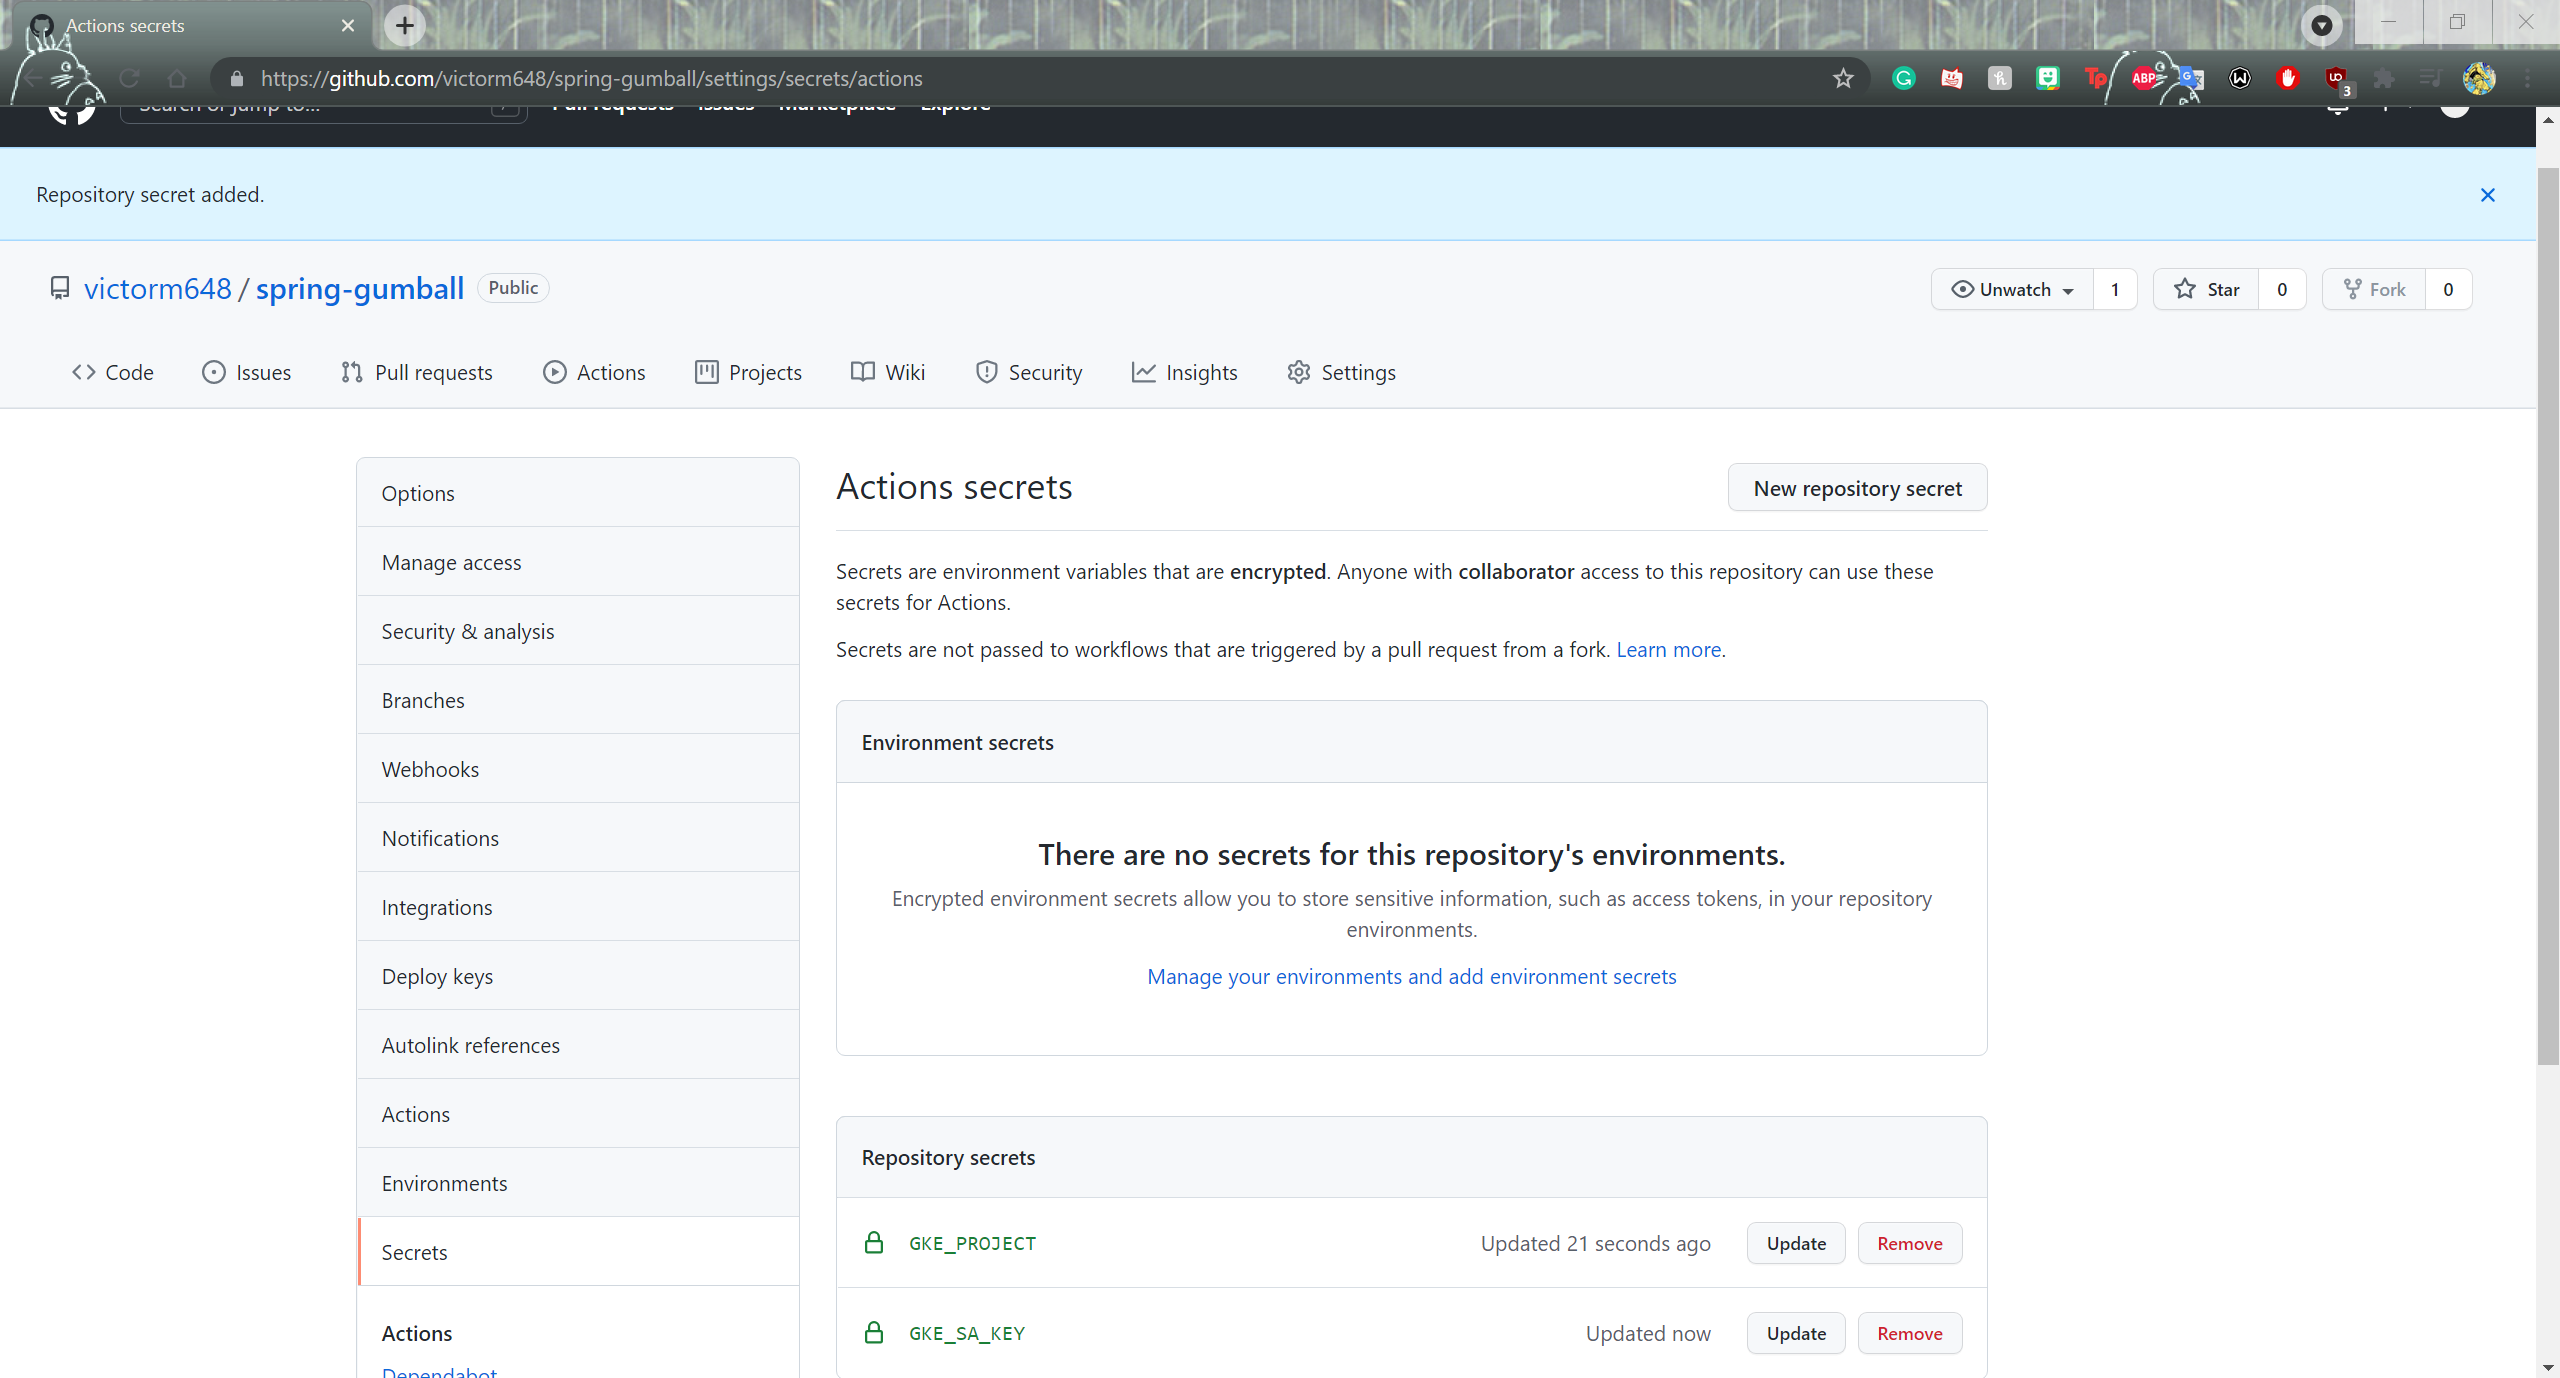 Actions secrets
https://github.com/victorm648/spring-gumball/settings/secrets/actions
ABP
3
Search or jump to...
Pull requests Issues Marketplace Explore
Repository secret added.
victorm648 / spring-gumball Public
Unwatch 1 Star 0 Fork 0
Code Issues Pull requests Actions Projects Wiki Security Insights Settings
Options
Manage access
Security & analysis
Branches
Webhooks
Notifications
Integrations
Deploy keys
Autolink references
Actions
Environments
Secrets
Actions
Dependabot
Actions secrets
New repository secret
Secrets are environment variables that are encrypted. Anyone with collaborator access to this repository can use these
secrets for Actions.
Secrets are not passed to workflows that are triggered by a pull request from a fork. Learn more.
Environment secrets
There are no secrets for this repository's environments.
Encrypted environment secrets allow you to store sensitive information, such as access tokens, in your repository
environments.
Manage your environments and add environment secrets
Repository secrets
GKE_PROJECT Updated 21 seconds ago Update Remove
GKE_SA_KEY Updated now Update Remove